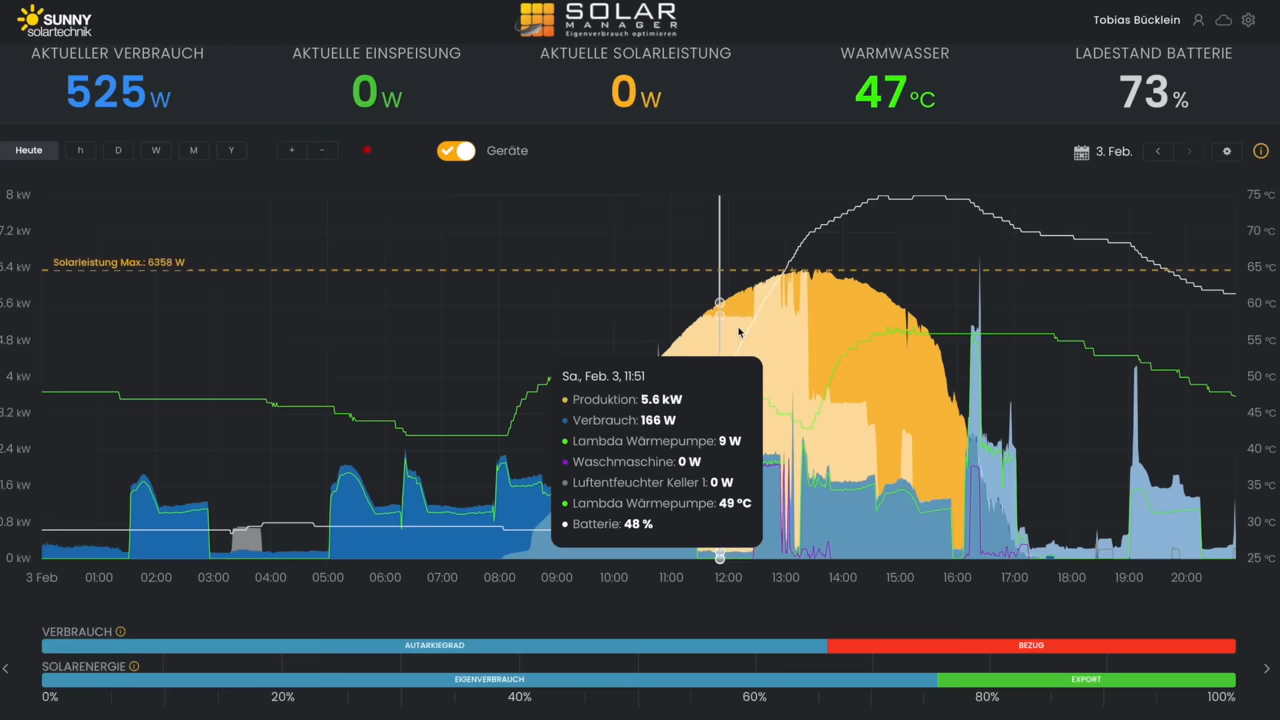 SUNNY
solartechnik
SOLAR
MANAGER
Eigenverbrauch optimieren
Tobias Bücklein
AKTUELLER VERBRAUCH
525 W
AKTUELLE EINSPEISUNG
0 W
AKTUELLE SOLARLEISTUNG
0 W
WARMWASSER
47 °C
LADESTAND BATTERIE
73 %
Heute h D W M Y + -
Geräte
3. Feb.
8 kW
7.2 kW
6.4 kW
5.6 kW
4.8 kW
4 kW
3.2 kW
2.4 kW
1.6 kW
0.8 kW
0 kW
Solarleistung Max.: 6358 W
75 °C
70 °C
65 °C
60 °C
55 °C
50 °C
45 °C
40 °C
35 °C
30 °C
25 °C
Sa., Feb. 3, 11:51
Produktion: 5.6 kW
Verbrauch: 166 W
Lambda Wärmepumpe: 9 W
Waschmaschine: 0 W
Luftentfeuchter Keller 1: 0 W
Lambda Wärmepumpe: 49 °C
Batterie: 48 %
3 Feb 01:00 02:00 03:00 04:00 05:00 06:00 07:00 08:00 09:00 10:00 11:00 12:00 13:00 14:00 15:00 16:00 17:00 18:00 19:00 20:00
VERBRAUCH
AUTARKIEGRAD BEZUG
SOLARENERGIE
EIGENVERBRAUCH EXPORT
0% 20% 40% 60% 80% 100%